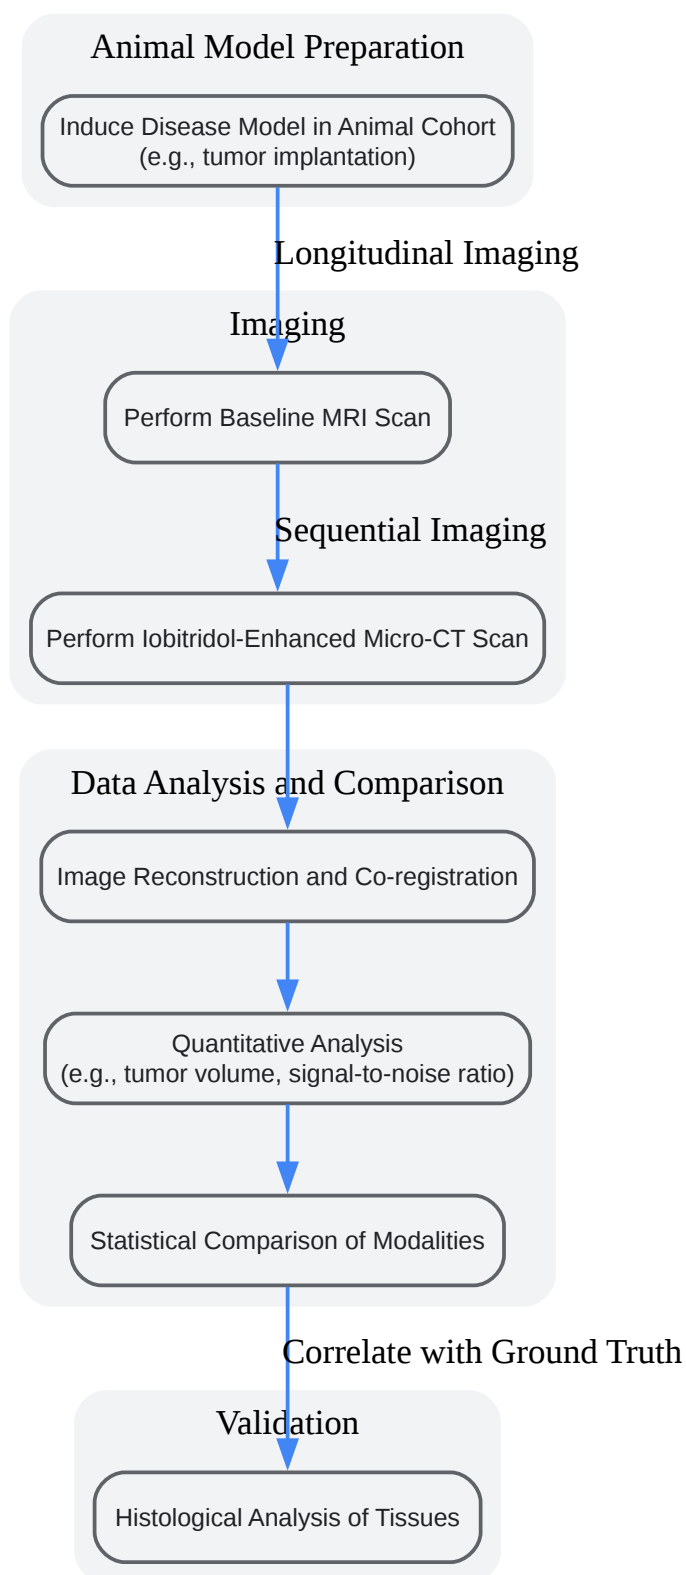 Animal Model Preparation
Induce Disease Model in Animal Cohort
(e.g., tumor implantation)
Longitudinal Imaging
Imaging
Perform Baseline MRI Scan
Sequential Imaging
Perform Iobitridol-Enhanced Micro-CT Scan
Data Analysis and Comparison
Image Reconstruction and Co-registration
Quantitative Analysis
(e.g., tumor volume, signal-to-noise ratio)
Statistical Comparison of Modalities
Correlate with Ground Truth
Validation
Histological Analysis of Tissues